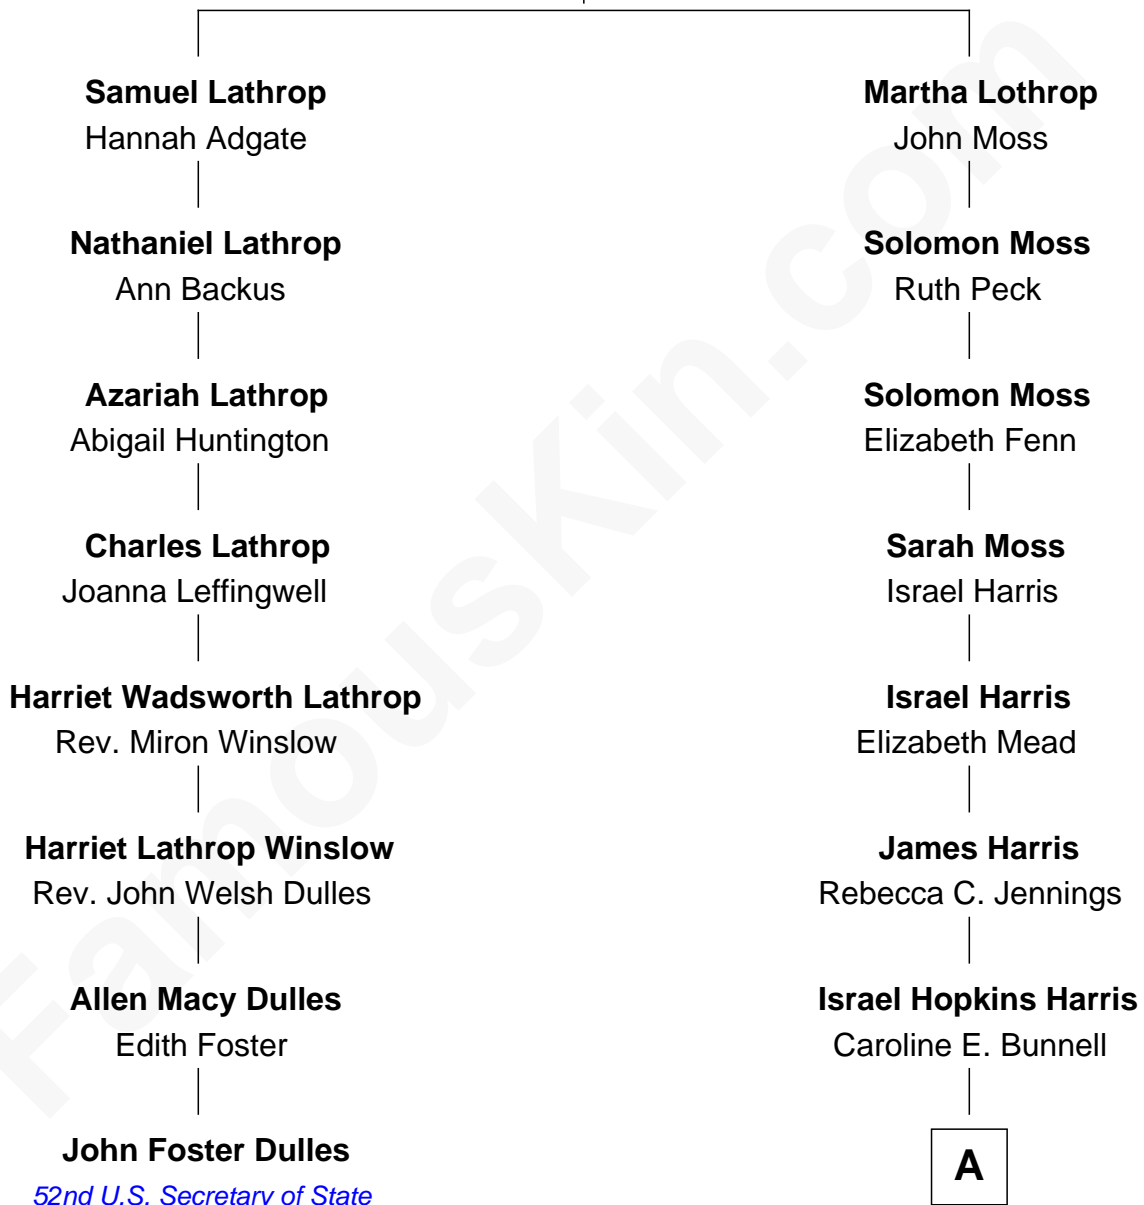 Samuel Lathrop
Hannah Adgate
Nathaniel Lathrop
Ann Backus
Azariah Lathrop
Abigail Huntington
Charles Lathrop
Joanna Leffingwell
Harriet Wadsworth Lathrop
Rev. Miron Winslow
Harriet Lathrop Winslow
Rev. John Welsh Dulles
Allen Macy Dulles
Edith Foster
John Foster Dulles
52nd U.S. Secretary of State
Martha Lothrop
John Moss
Solomon Moss
Ruth Peck
Solomon Moss
Elizabeth Fenn
Sarah Moss
Israel Harris
Israel Harris
Elizabeth Mead
James Harris
Rebecca C. Jennings
Israel Hopkins Harris
Caroline E. Bunnell
A
FamousKin.com